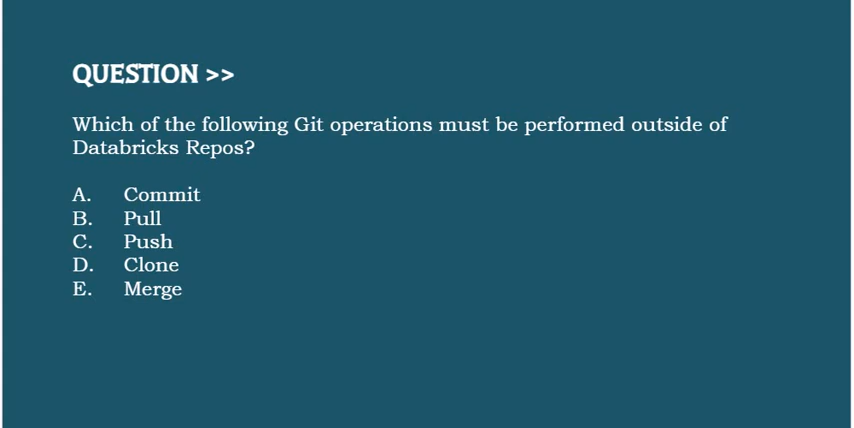 QUESTION >>
Which of the following Git operations must be performed outside of
Databricks Repos?
A. Commit
B. Pull
C. Push
D. Clone
E. Merge